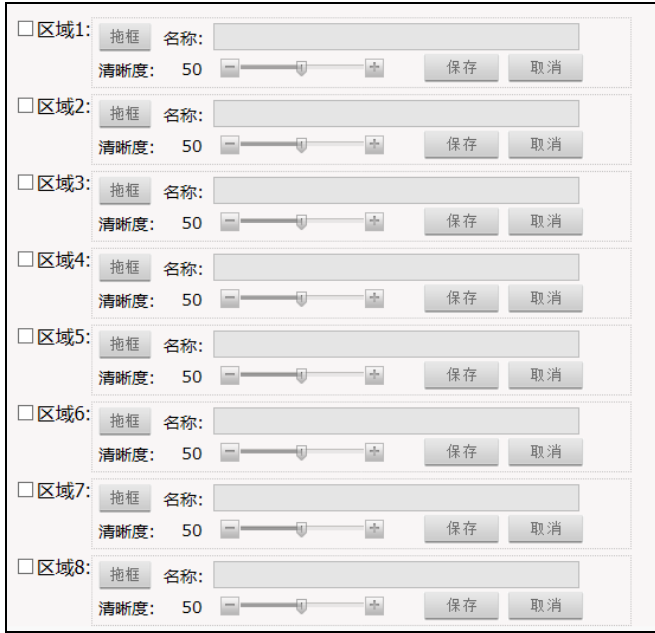 区域1: 拖框 名称:
清晰度: 50 保存 取消
区域2: 拖框 名称:
清晰度: 50 保存 取消
区域3: 拖框 名称:
清晰度: 50 保存 取消
区域4: 拖框 名称:
清晰度: 50 保存 取消
区域5: 拖框 名称:
清晰度: 50 保存 取消
区域6: 拖框 名称:
清晰度: 50 保存 取消
区域7: 拖框 名称:
清晰度: 50 保存 取消
区域8: 拖框 名称:
清晰度: 50 保存 取消